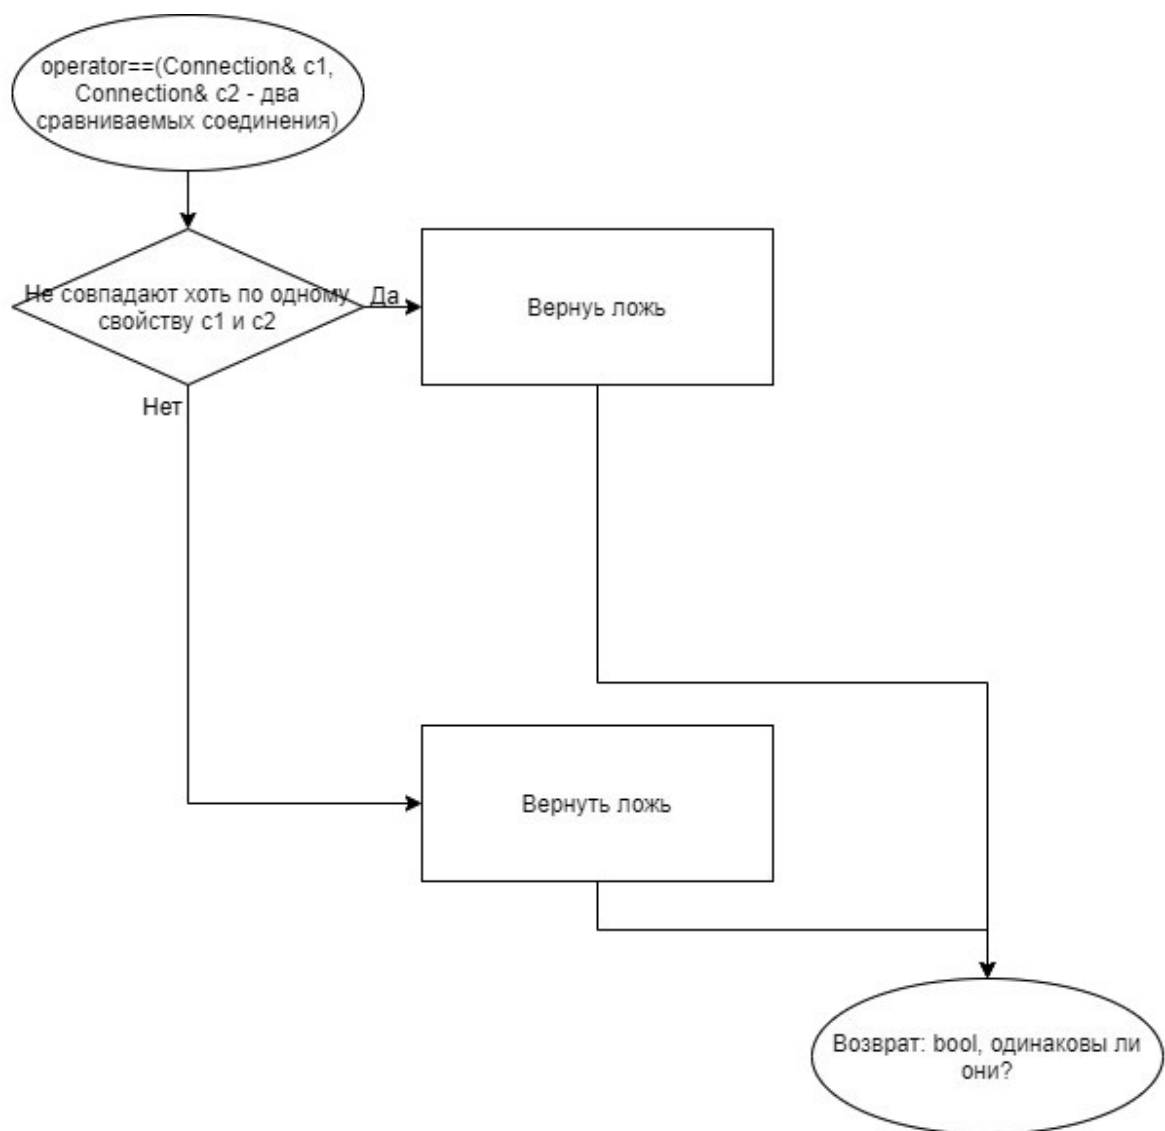 operator==(Connection& c1,
Connection& c2 - два
сравниваемых соединения)
Не совпадают хоть по одному
свойству c1 и c2
Да
Вернуь ложь
Нет
Вернуть ложь
Возврат: bool, одинаковы ли
они?